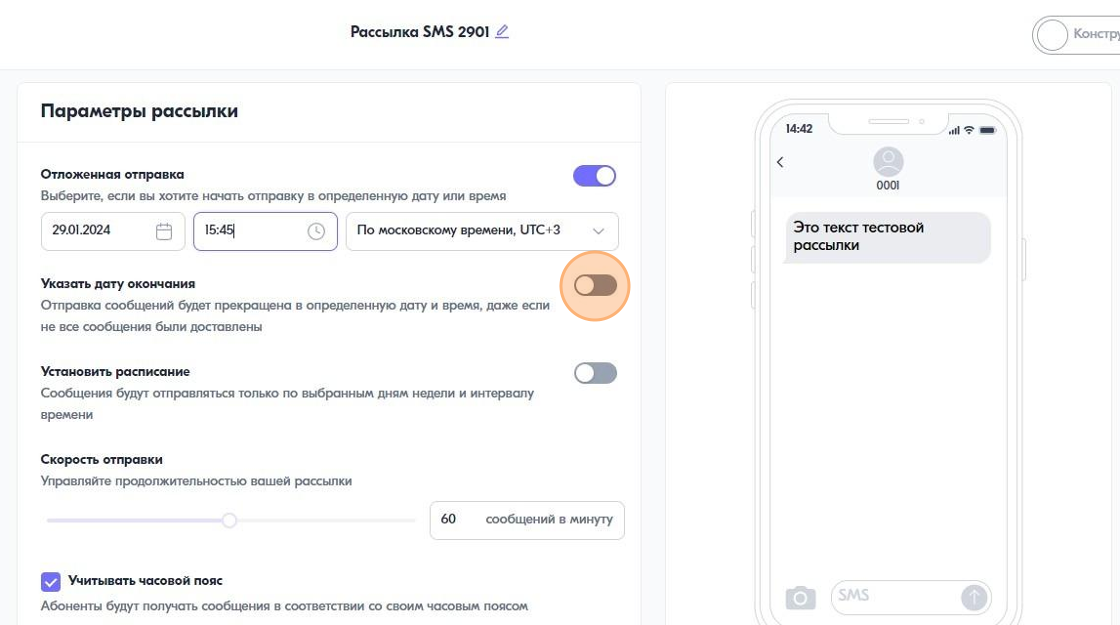 Рассылка SMS 2901
Констру
Параметры рассылки
Отложенная отправка
Выберите, если вы хотите начать отправку в определенную дату или время
29.01.2024
15:45
По московскому времени, UTC+3
Указать дату окончания
Отправка сообщений будет прекращена в определенную дату и время, даже если
не все сообщения были доставлены
Установить расписание
Сообщения будут отправляться только по выбранным дням недели и интервалу
времени
Скорость отправки
Управляйте продолжительностью вашей рассылки
60 сообщений в минуту
Учитывать часовой пояс
Абоненты будут получать сообщения в соответствии со своим часовым поясом
14:42
0001
Это текст тестовой
рассылки
SMS